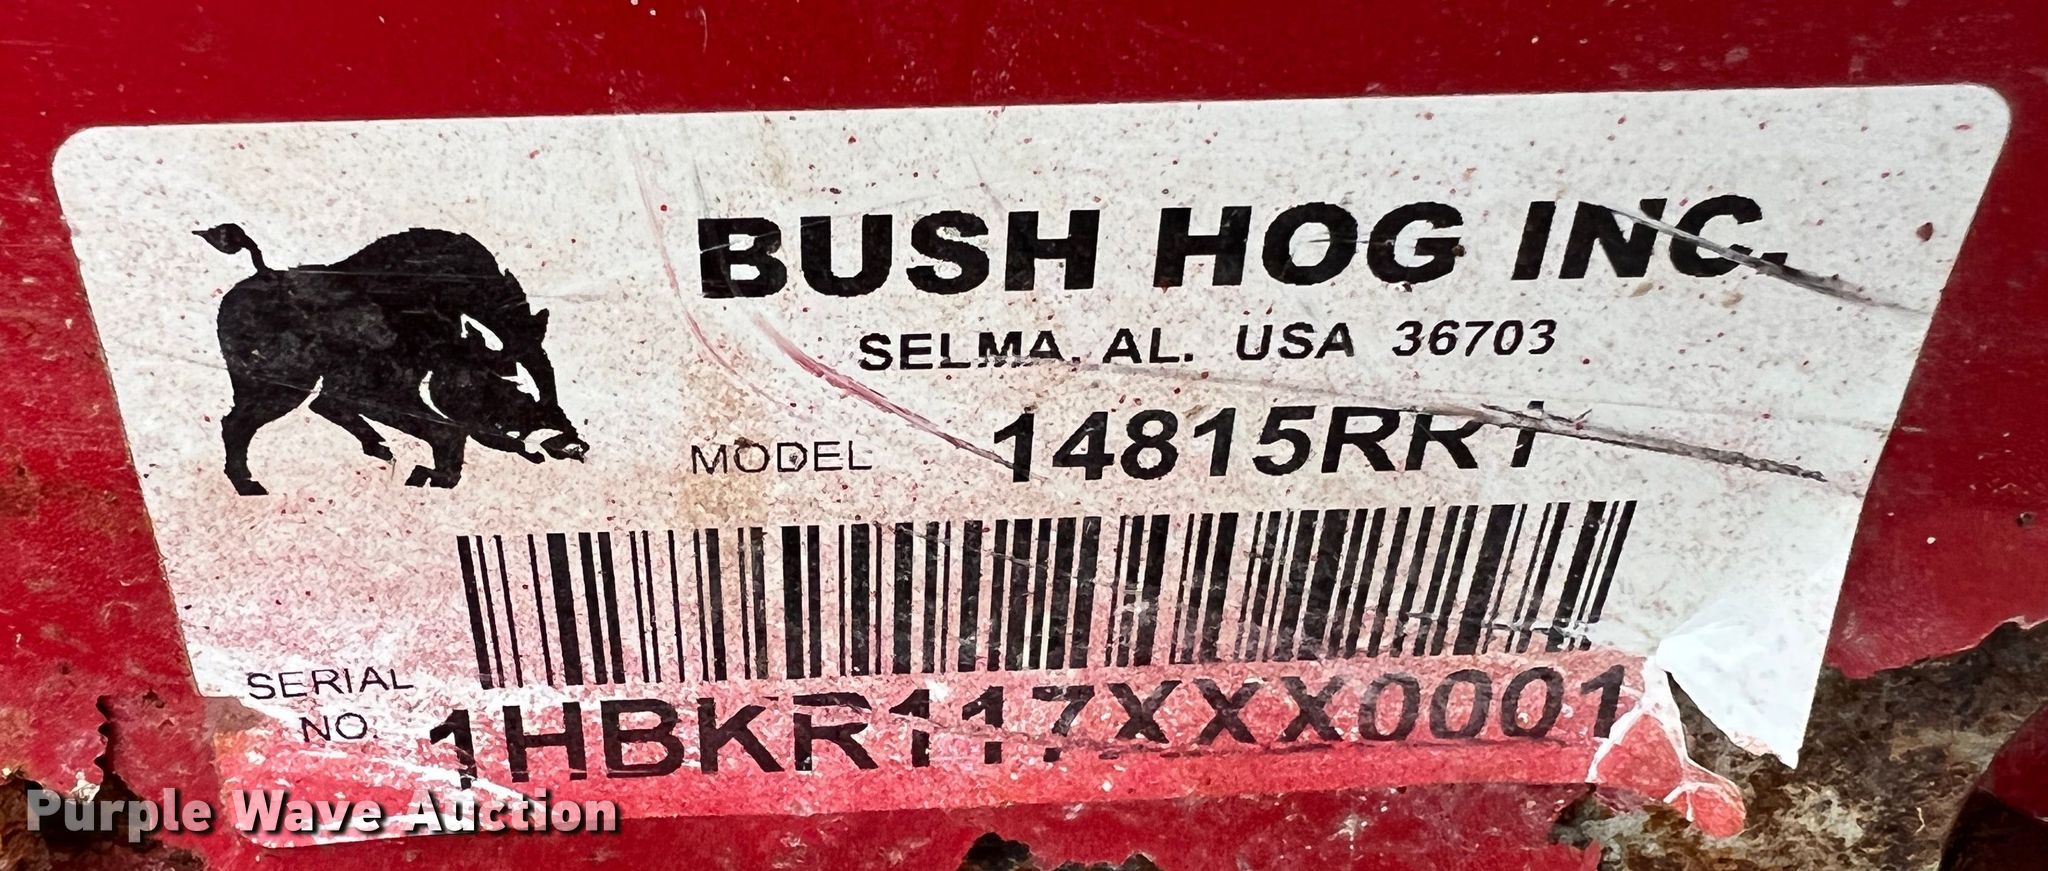 BUSH HOG INC.
SELMA, AL. USA 36703
MODEL 14815RR1
SERIAL NO. 1HBKR117XXX0001
Purple Wave Auction